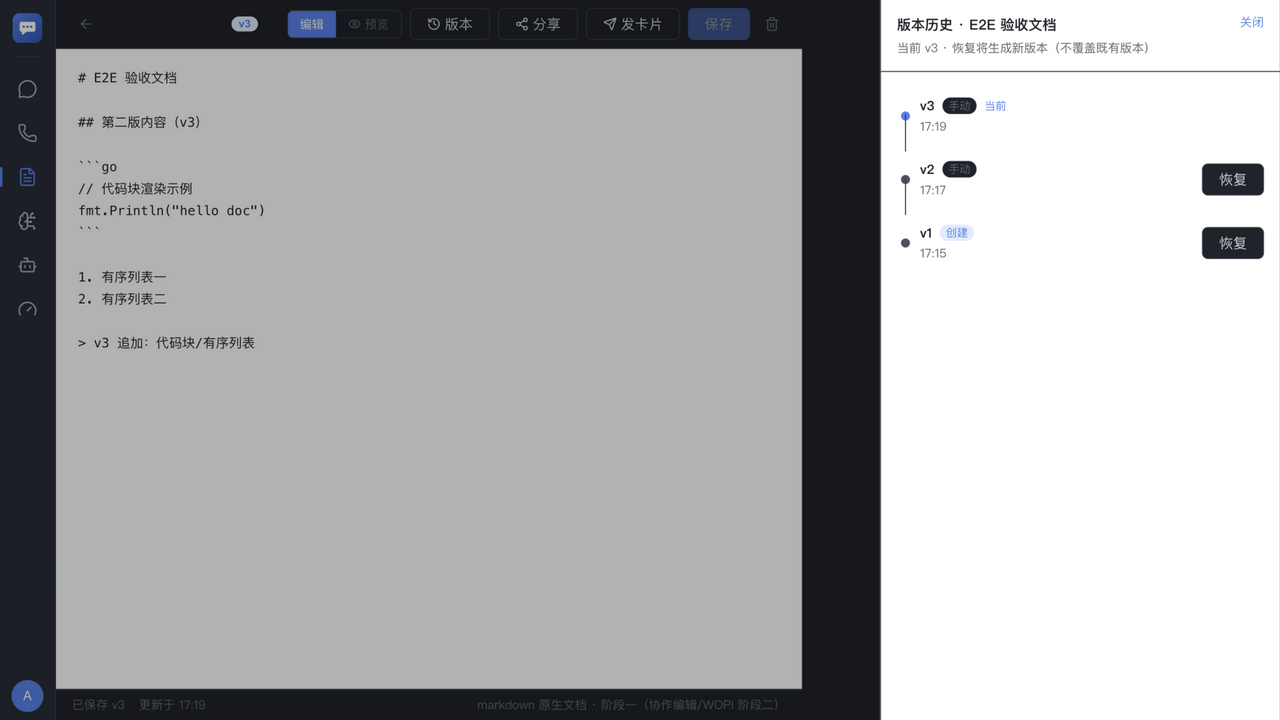 v3 编辑 预览 版本 分享 发卡片 保存
# E2E 验收文档
## 第二版内容（v3）
```go
// 代码块渲染示例
fmt.Println("hello doc")
```
1. 有序列表一
2. 有序列表二
> v3 追加: 代码块/有序列表
A
已保存 v3 更新于 17:19 markdown 原生文档 · 阶段一（协作编辑/WOPI 阶段二）
版本历史 · E2E 验收文档 关闭
当前 v3 · 恢复将生成新版本（不覆盖既有版本）
v3 手动 当前
17:19
v2 手动
17:17
恢复
v1 创建
17:15
恢复